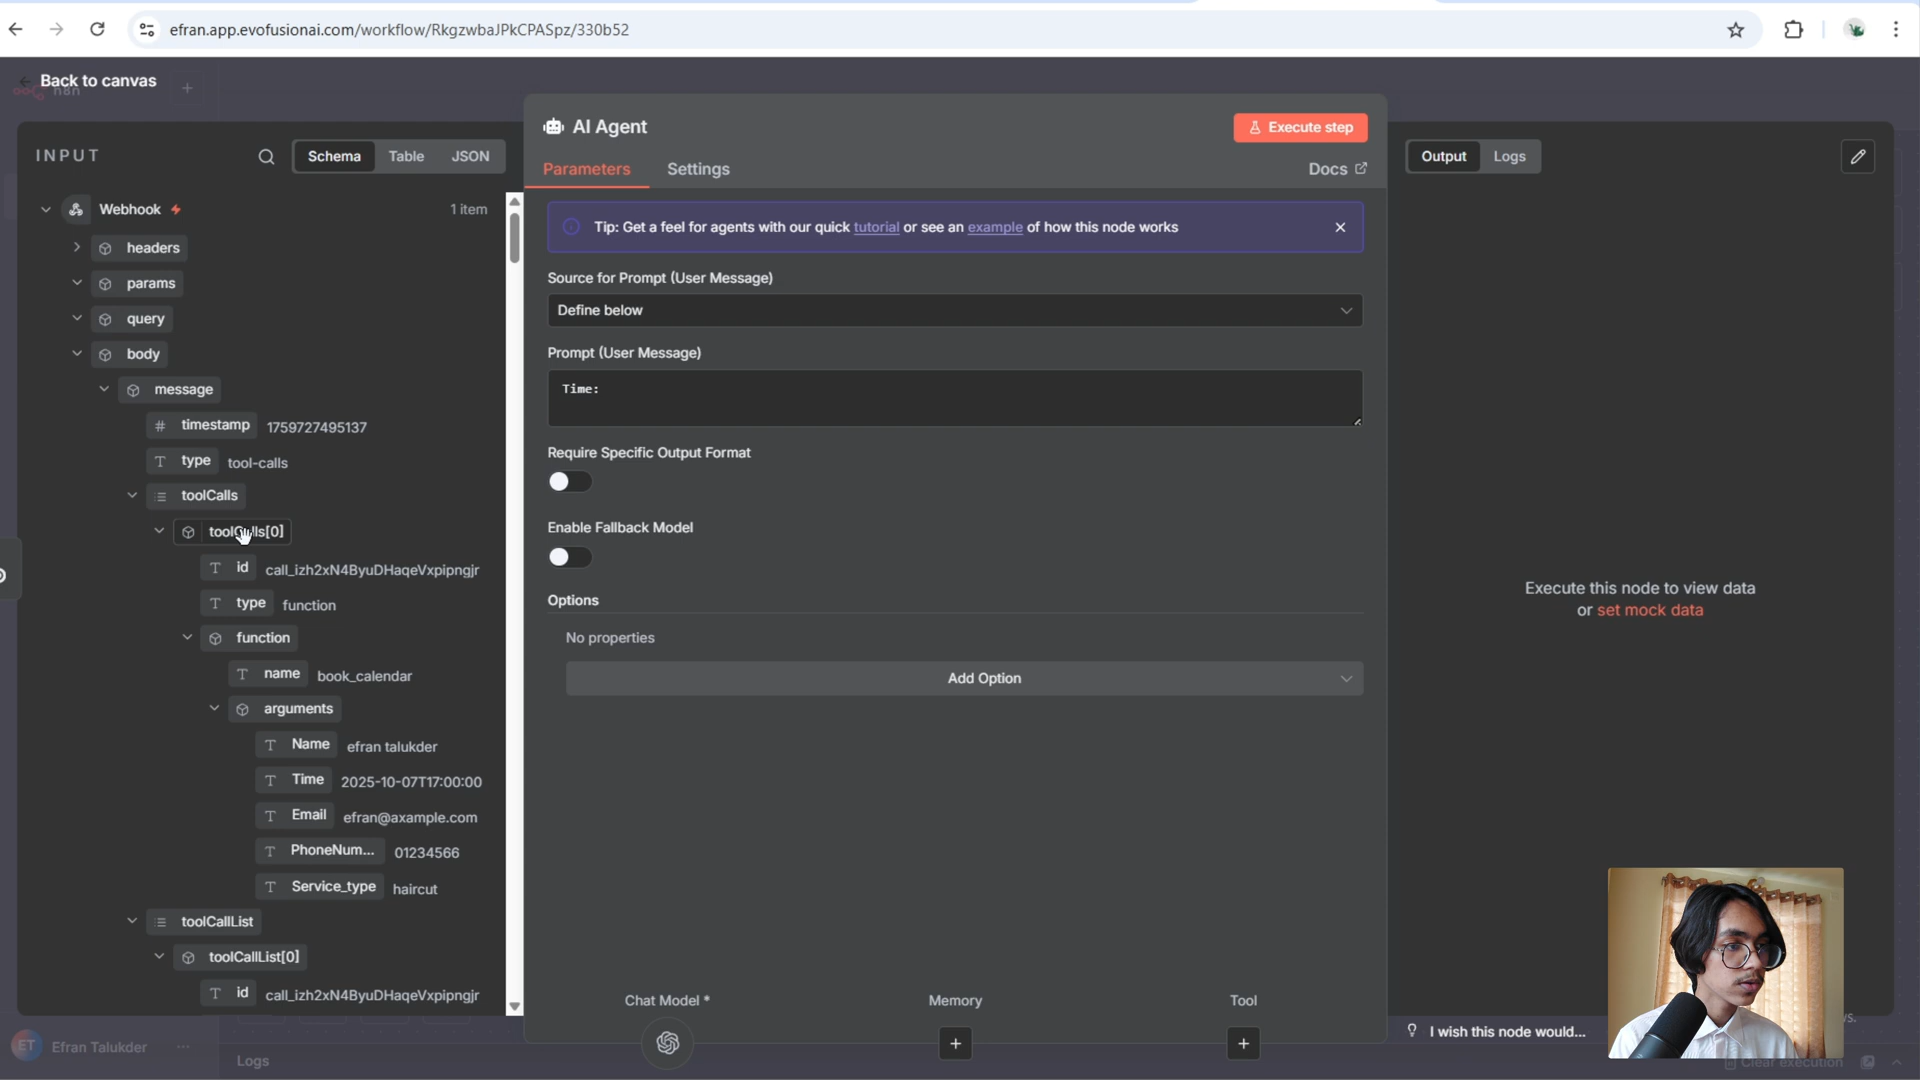 efran.app.evofusionai.com/workflow/RkgzwbaJPkCPASpz/330b52
Back to canvas
n8n
INPUT
Schema
Table
JSON
Webhook
1 item
headers
params
query
body
message
# timestamp 1759727495137
T type tool-calls
toolCalls
toolCalls[0]
T id call_izh2xN4ByuDHaqeVxpipngjr
T type function
function
T name book_calendar
arguments
T Name efran talukder
T Time 2025-10-07T17:00:00
T Email efran@axample.com
T PhoneNum... 01234566
T Service_type haircut
toolCallList
toolCallList[0]
T id call_izh2xN4ByuDHaqeVxpipngjr
AI Agent
Execute step
Parameters
Settings
Docs
Tip: Get a feel for agents with our quick tutorial or see an example of how this node works
Source for Prompt (User Message)
Define below
Prompt (User Message)
Time:
Require Specific Output Format
Enable Fallback Model
Options
No properties
Add Option
Chat Model *
Memory
Tool
Output
Logs
Execute this node to view data
or set mock data
I wish this node would...
ET Efran Talukder
Logs
Clear execution